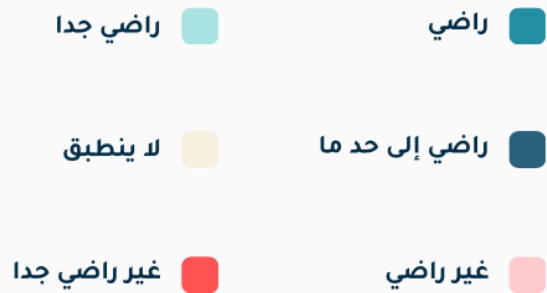 راضي
راضي جدا
راضي إلى حد ما
لا ينطبق
غير راضي
غير راضي جدا